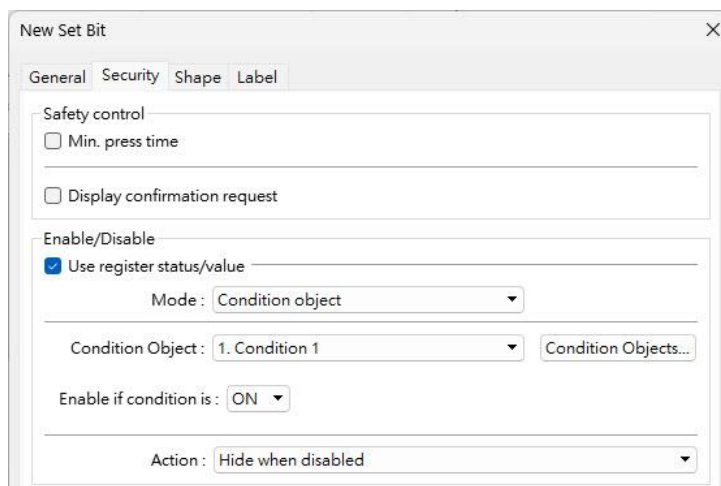 New Set Bit
General Security Shape Label
Safety control
Min. press time
Display confirmation request
Enable/Disable
Use register status/value
Mode : Condition object
Condition Object : 1. Condition 1 Condition Objects...
Enable if condition is : ON
Action : Hide when disabled